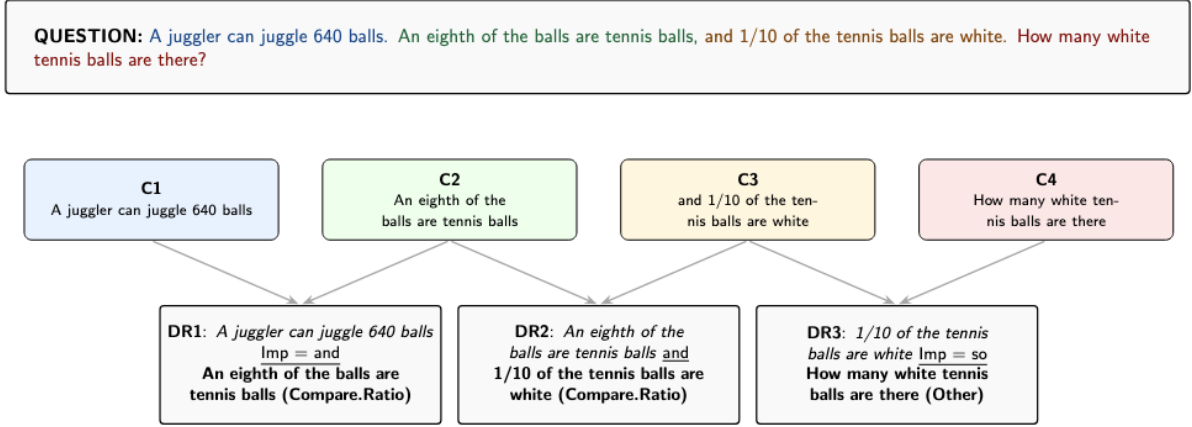 QUESTION: A juggler can juggle 640 balls. An eighth of the balls are tennis balls, and 1/10 of the tennis balls are white. How many white
tennis balls are there?
C1
A juggler can juggle 640 balls
C2
An eighth of the
balls are tennis balls
C3
and 1/10 of the ten-
nis balls are white
C4
How many white ten-
nis balls are there
DR1: A juggler can juggle 640 balls
Imp = and
An eighth of the balls are
tennis balls (Compare.Ratio)
DR2: An eighth of the
balls are tennis balls and
1/10 of the tennis balls are
white (Compare.Ratio)
DR3: 1/10 of the tennis
balls are white Imp = so
How many white tennis
balls are there (Other)